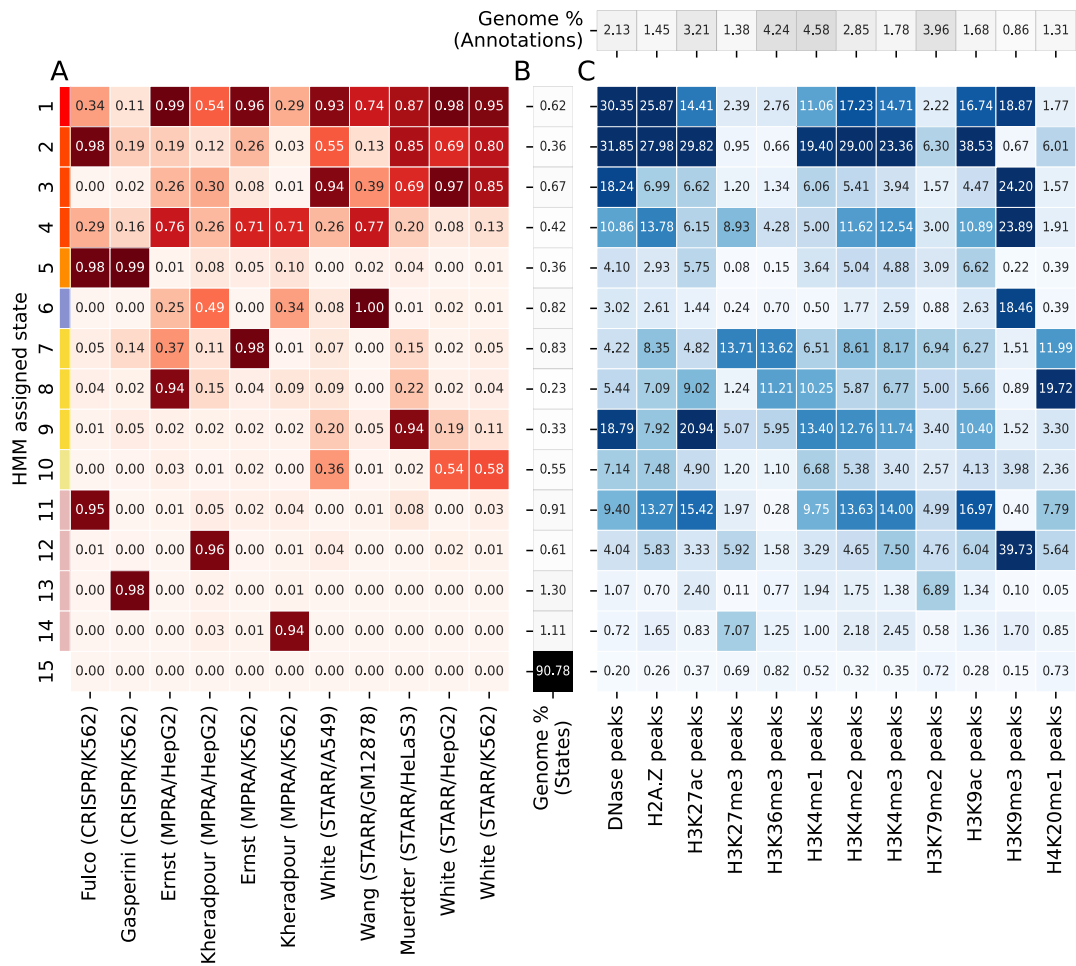 Genome %
(Annotations)
2.13 1.45 3.21 1.38 4.24 4.58 2.85 1.78 3.96 1.68 0.86 1.31
A B C
HMM assigned state
1 0.34 0.11 0.99 0.54 0.96 0.29 0.93 0.74 0.87 0.98 0.95 0.62 30.35 25.87 14.41 2.39 2.76 11.06 17.23 14.71 2.22 16.74 18.87 1.77
2 0.98 0.19 0.19 0.12 0.26 0.03 0.55 0.13 0.85 0.69 0.80 0.36 31.85 27.98 29.82 0.95 0.66 19.40 29.00 23.36 6.30 38.53 0.67 6.01
3 0.00 0.02 0.26 0.30 0.08 0.01 0.94 0.39 0.69 0.97 0.85 0.67 18.24 6.99 6.62 1.20 1.34 6.06 5.41 3.94 1.57 4.47 24.20 1.57
4 0.29 0.16 0.76 0.26 0.71 0.71 0.26 0.77 0.20 0.08 0.13 0.42 10.86 13.78 6.15 8.93 4.28 5.00 11.62 12.54 3.00 10.89 23.89 1.91
5 0.98 0.99 0.01 0.08 0.05 0.10 0.00 0.02 0.04 0.00 0.01 0.36 4.10 2.93 5.75 0.08 0.15 3.64 5.04 4.88 3.09 6.62 0.22 0.39
6 0.00 0.00 0.25 0.49 0.00 0.34 0.08 1.00 0.01 0.02 0.01 0.82 3.02 2.61 1.44 0.24 0.70 0.50 1.77 2.59 0.88 2.63 18.46 0.39
7 0.05 0.14 0.37 0.11 0.98 0.01 0.07 0.00 0.15 0.02 0.05 0.83 4.22 8.35 4.82 13.71 13.62 6.51 8.61 8.17 6.94 6.27 1.51 11.99
8 0.04 0.02 0.94 0.15 0.04 0.09 0.09 0.00 0.22 0.02 0.04 0.23 5.44 7.09 9.02 1.24 11.21 10.25 5.87 6.77 5.00 5.66 0.89 19.72
9 0.01 0.05 0.02 0.02 0.02 0.02 0.20 0.05 0.94 0.19 0.11 0.33 18.79 7.92 20.94 5.07 5.95 13.40 12.76 11.74 3.40 10.40 1.52 3.30
10 0.00 0.00 0.03 0.01 0.02 0.00 0.36 0.01 0.02 0.54 0.58 0.55 7.14 7.48 4.90 1.20 1.10 6.68 5.38 3.40 2.57 4.13 3.98 2.36
11 0.95 0.00 0.01 0.05 0.02 0.04 0.00 0.01 0.08 0.00 0.03 0.91 9.40 13.27 15.42 1.97 0.28 9.75 13.63 14.00 4.99 16.97 0.40 7.79
12 0.01 0.00 0.00 0.96 0.00 0.01 0.04 0.00 0.00 0.02 0.01 0.61 4.04 5.83 3.33 5.92 1.58 3.29 4.65 7.50 4.76 6.04 39.73 5.64
13 0.00 0.98 0.00 0.02 0.00 0.01 0.00 0.00 0.00 0.00 0.00 1.30 1.07 0.70 2.40 0.11 0.77 1.94 1.75 1.38 6.89 1.34 0.10 0.05
14 0.00 0.00 0.03 0.03 0.01 0.94 0.00 0.00 0.00 0.00 0.00 1.11 0.72 1.65 0.83 7.07 1.25 1.00 2.18 2.45 0.58 1.36 1.70 0.85
15 0.00 0.00 0.00 0.00 0.00 0.00 0.00 0.00 0.00 0.00 0.00 90.78 0.20 0.26 0.37 0.69 0.82 0.52 0.32 0.35 0.72 0.28 0.15 0.73
Fulco (CRISPR/K562)
Gasperini (CRISPR/K562)
Ernst (MPRA/HepG2)
Kheradpour (MPRA/HepG2)
Ernst (MPRA/K562)
Kheradpour (MPRA/K562)
White (STARR/A549)
Wang (STARR/GM12878)
Muerdter (STARR/HeLaS3)
White (STARR/HepG2)
White (STARR/K562)
Genome %
(States)
DNase peaks
H2A.Z peaks
H3K27ac peaks
H3K27me3 peaks
H3K36me3 peaks
H3K4me1 peaks
H3K4me2 peaks
H3K4me3 peaks
H3K79me2 peaks
H3K9ac peaks
H3K9me3 peaks
H4K20me1 peaks